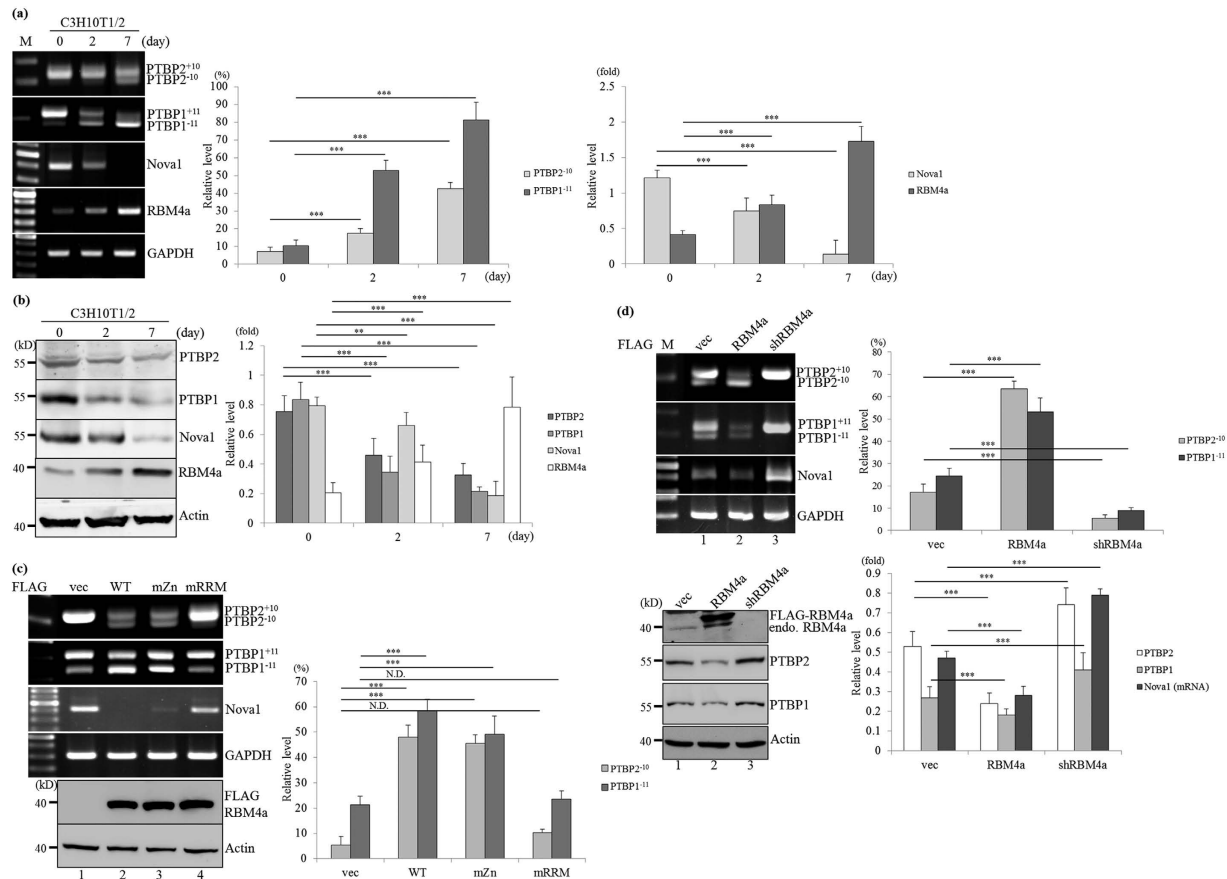 (a)
C3H10T1/2
M 0 2 7 (day)
PTBP2+10
PTBP2-10
PTBP1+11
PTBP1-11
Nova1
RBM4a
GAPDH
(%)
Relative level
100
90
80
70
60
50
40
30
20
10
0
***
***
***
***
0 2 7 (day)
PTBP2-10
PTBP1-11
(fold)
Relative level
2.5
2
1.5
1
0.5
0
***
***
***
***
0 2 7 (day)
Nova1
RBM4a
(b)
C3H10T1/2
(kD) 0 2 7 (day)
55 PTBP2
55 PTBP1
55 Nova1
40 RBM4a
40 Actin
(fold)
Relative level
1.2
1
0.8
0.6
0.4
0.2
0
***
***
***
**
***
***
***
***
0 2 7 (day)
PTBP2
PTBP1
Nova1
RBM4a
(c)
FLAG vec WT mZn mRRM
PTBP2+10
PTBP2-10
PTBP1+11
PTBP1-11
Nova1
GAPDH
(kD)
40 FLAG
RBM4a
40 Actin
1 2 3 4
(%)
Relative level
70
60
50
40
30
20
10
0
***
***
N.D.
***
***
N.D.
vec WT mZn mRRM
PTBP2-10
PTBP1-11
(d)
FLAG M vec RBM4a shRBM4a
PTBP2+10
PTBP2-10
PTBP1+11
PTBP1-11
Nova1
GAPDH
1 2 3
(%)
Relative level
80
70
60
50
40
30
20
10
0
***
***
***
***
vec RBM4a shRBM4a
PTBP2-10
PTBP1-11
(kD) vec RBM4a shRBM4a
FLAG-RBM4a
40 endo. RBM4a
55 PTBP2
55 PTBP1
40 Actin
1 2 3
(fold)
Relative level
0.9
0.8
0.7
0.6
0.5
0.4
0.3
0.2
0.1
0
***
***
***
***
***
***
vec RBM4a shRBM4a
PTBP2
PTBP1
Nova1 (mRNA)